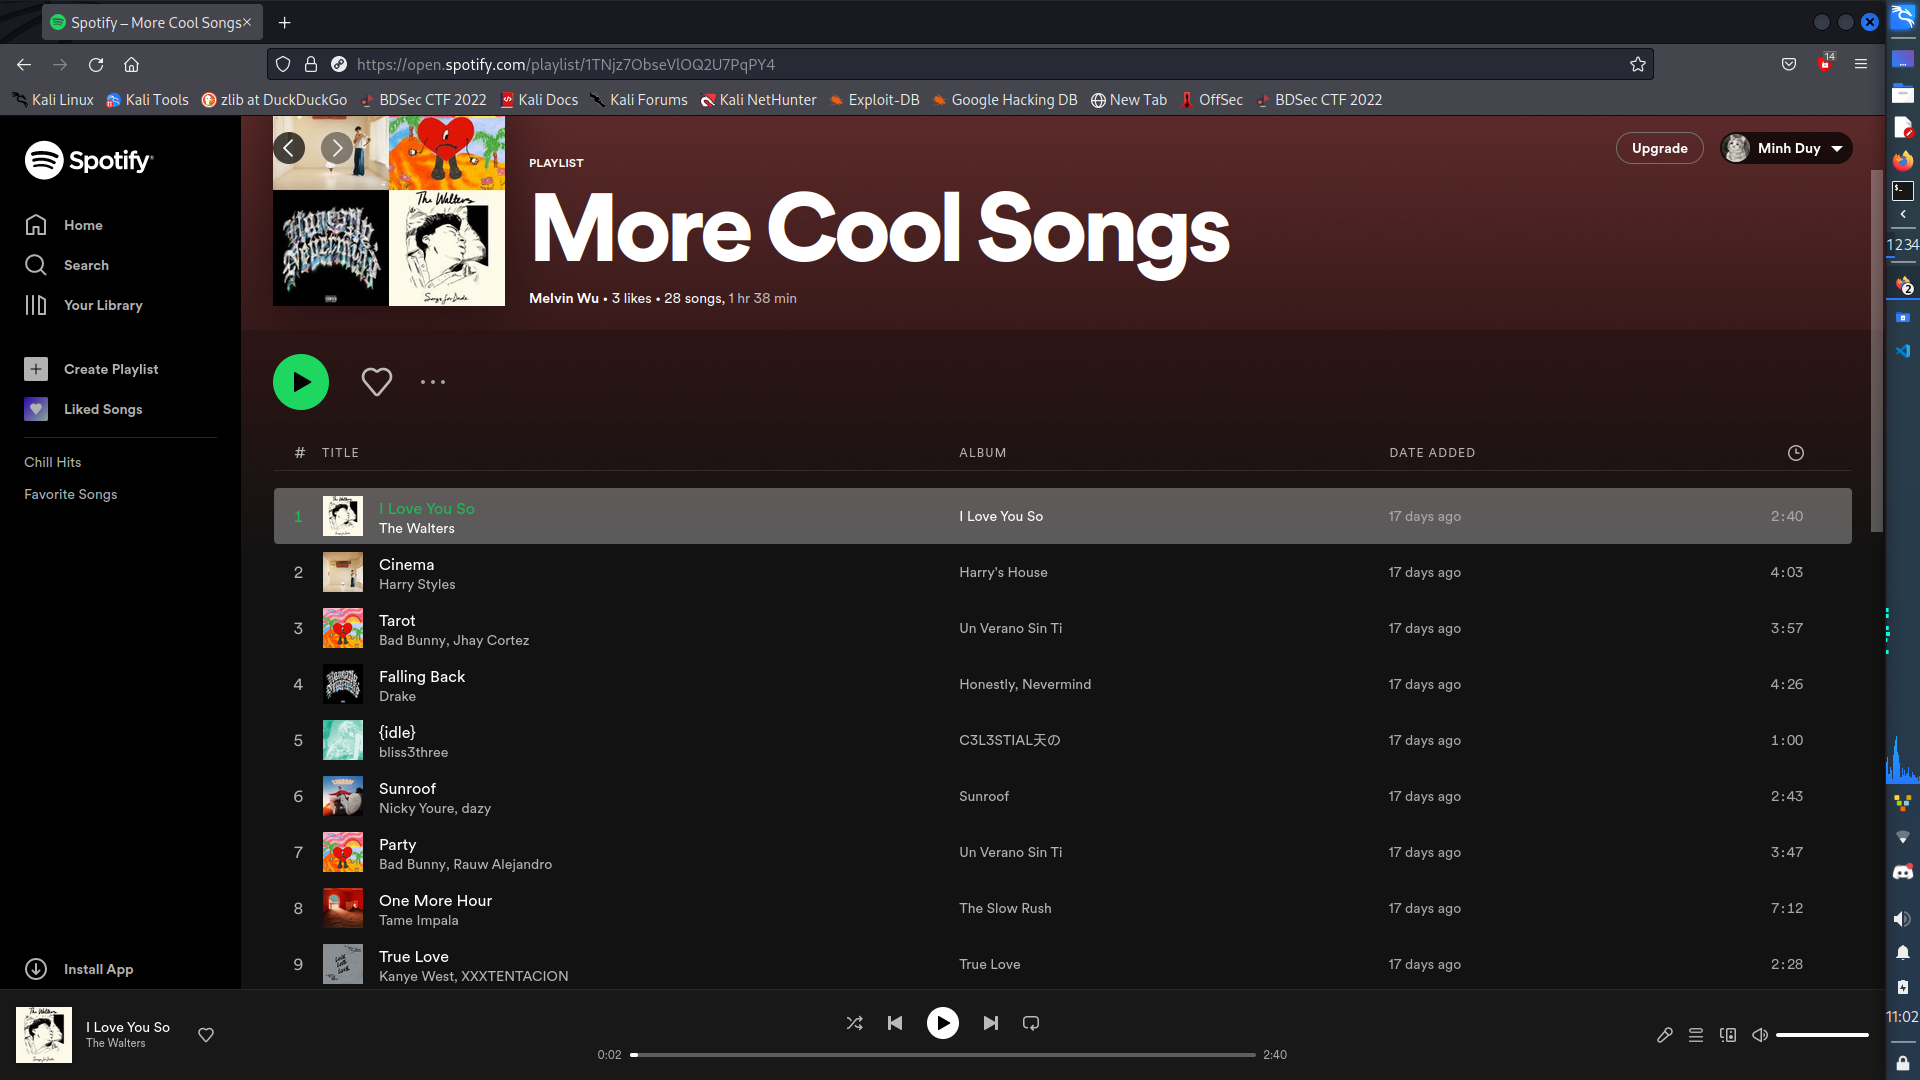 Spotify – More Cool Songs
https://open.spotify.com/playlist/1TNjz7ObseVlOQ2U7PqPY4
14
Kali Linux
Kali Tools
zlib at DuckDuckGo
BDSec CTF 2022
Kali Docs
Kali Forums
Kali NetHunter
Exploit-DB
Google Hacking DB
New Tab
OffSec
BDSec CTF 2022
Spotify
Home
Search
Your Library
Create Playlist
Liked Songs
Chill Hits
Favorite Songs
Install App
The Walters
Songs for Dads
PLAYLIST
More Cool Songs
Melvin Wu • 3 likes • 28 songs, 1 hr 38 min
Upgrade
Minh Duy
# TITLE ALBUM DATE ADDED
1 I Love You So I Love You So 17 days ago 2:40
The Walters
2 Cinema Harry's House 17 days ago 4:03
Harry Styles
3 Tarot Un Verano Sin Ti 17 days ago 3:57
Bad Bunny, Jhay Cortez
4 Falling Back Honestly, Nevermind 17 days ago 4:26
Drake
5 {idle} C3L3STIAL天の 17 days ago 1:00
bliss3three
6 Sunroof Sunroof 17 days ago 2:43
Nicky Youre, dazy
7 Party Un Verano Sin Ti 17 days ago 3:47
Bad Bunny, Rauw Alejandro
8 One More Hour The Slow Rush 17 days ago 7:12
Tame Impala
9 True Love True Love 17 days ago 2:28
Kanye West, XXXTENTACION
I Love You So
The Walters
0:02
2:40
1234
2
11:02